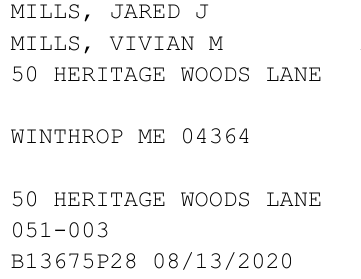 MILLS, JARED J
MILLS, VIVIAN M
50 HERITAGE WOODS LANE
WINTHROP ME 04364
50 HERITAGE WOODS LANE
051-003
B13675P28 08/13/2020